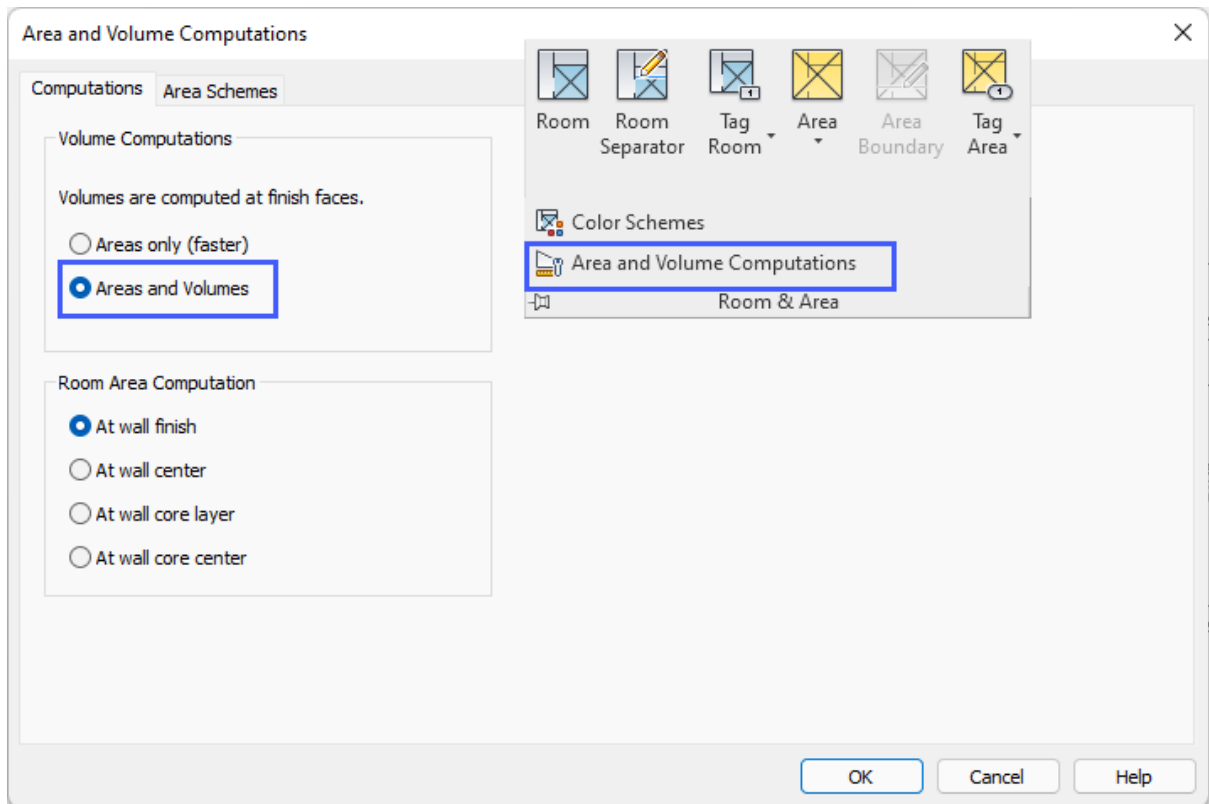 Area and Volume Computations
Computations
Area Schemes
Volume Computations
Volumes are computed at finish faces.
Areas only (faster)
Areas and Volumes
Room Area Computation
At wall finish
At wall center
At wall core layer
At wall core center
Room
Room
Separator
Tag
Room
Area
Area
Boundary
Tag
Area
Color Schemes
Area and Volume Computations
Room & Area
OK
Cancel
Help